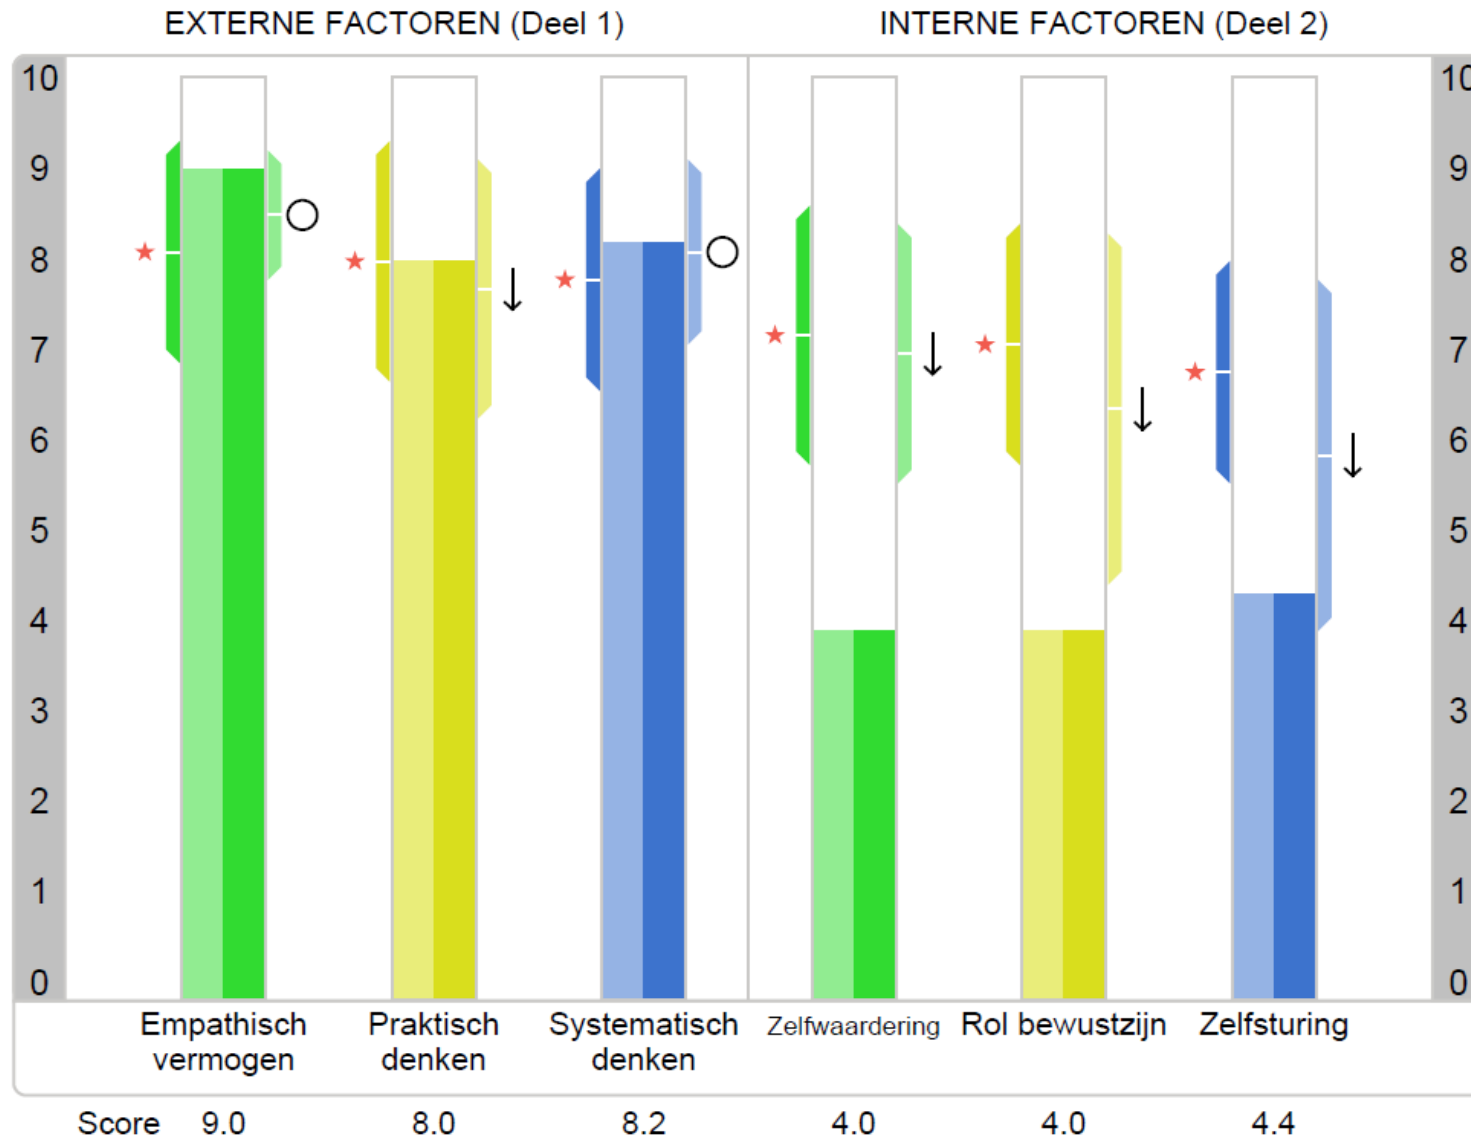 EXTERNE FACTOREN (Deel 1) INTERNE FACTOREN (Deel 2)
10 10
9 9
8 8
7 7
6 6
5 5
4 4
3 3
2 2
1 1
0 0
Empathisch Praktisch Systematisch Zelfwaardering Rol bewustzijn Zelfsturing
vermogen denken denken
Score 9.0 8.0 8.2 4.0 4.0 4.4